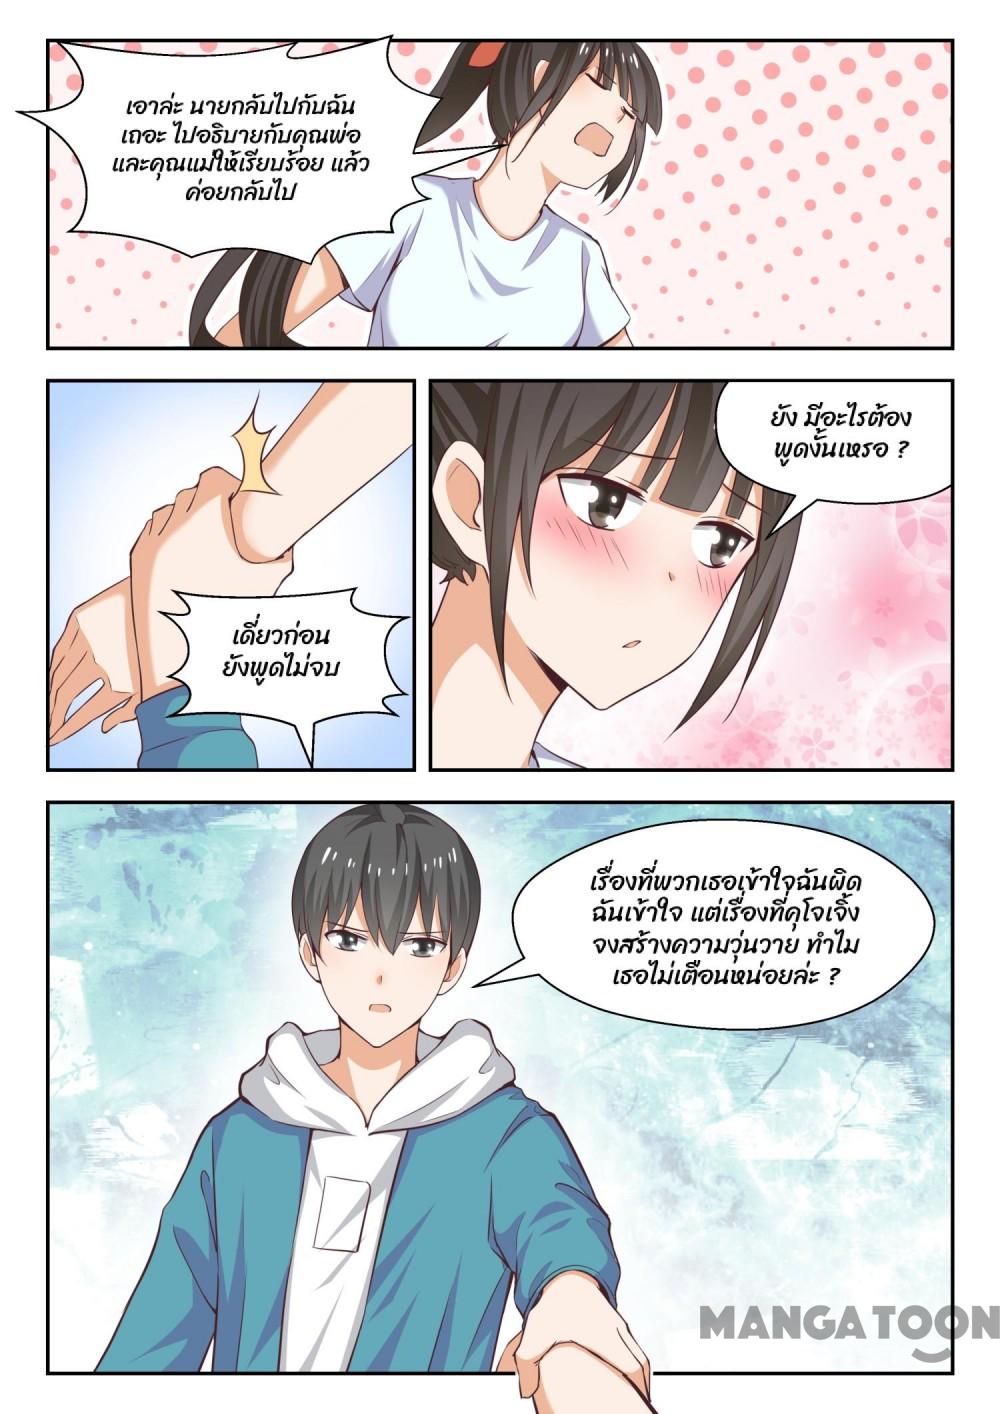 เอาล่ะ นายกลับไปกับฉัน
เถอะ ไปอธิบายกับคุณพ่อ
และคุณแม่ให้เรียบร้อย แล้ว
ค่อยกลับไป
ยัง มีอะไรต้อง
พูดงั้นเหรอ ?
เดี่ยวก่อน
ยังพูดไม่จบ
เรื่องที่พวกเธอเข้าใจฉันผิด
ฉันเข้าใจ แต่เรื่องที่คุโจเจิ้ง
จงสร้างความวุ่นวาย ทำไม
เธอไม่เตือนหน่อยล่ะ ?
MANGATOON